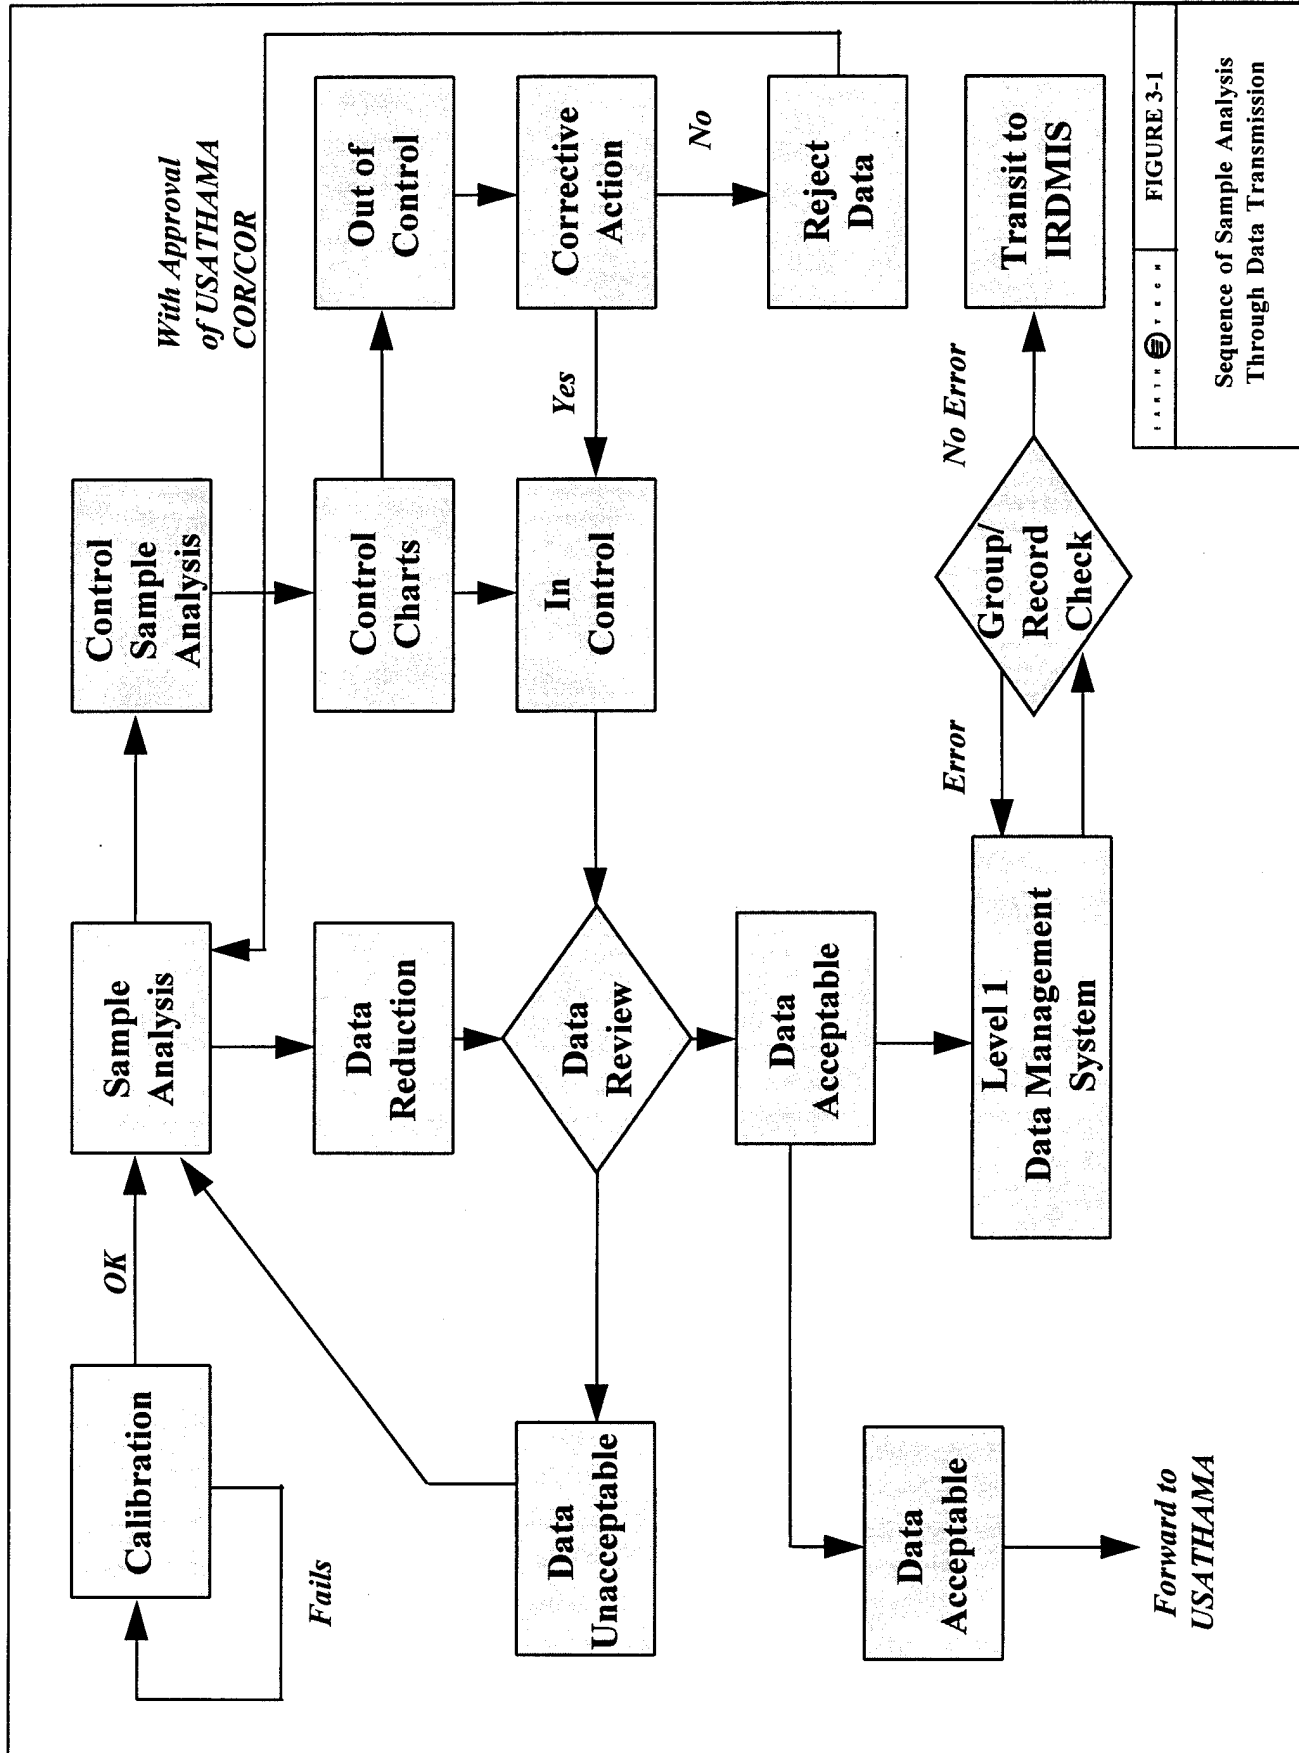 Calibration
OK
Fails
Sample
Analysis
Control
Sample
Analysis
With Approval
of USATHAMA
COR/COR
Data
Reduction
Control
Charts
Out of
Control
Data
Unacceptable
Data
Review
In
Control
Yes
Corrective
Action
No
Data
Acceptable
Reject
Data
Data
Acceptable
Forward to
USATHAMA
Level 1
Data Management
System
Error
Group/
Record
Check
No Error
Transit to
IRDMIS
EARTH TECH
FIGURE 3-1
Sequence of Sample Analysis
Through Data Transmission